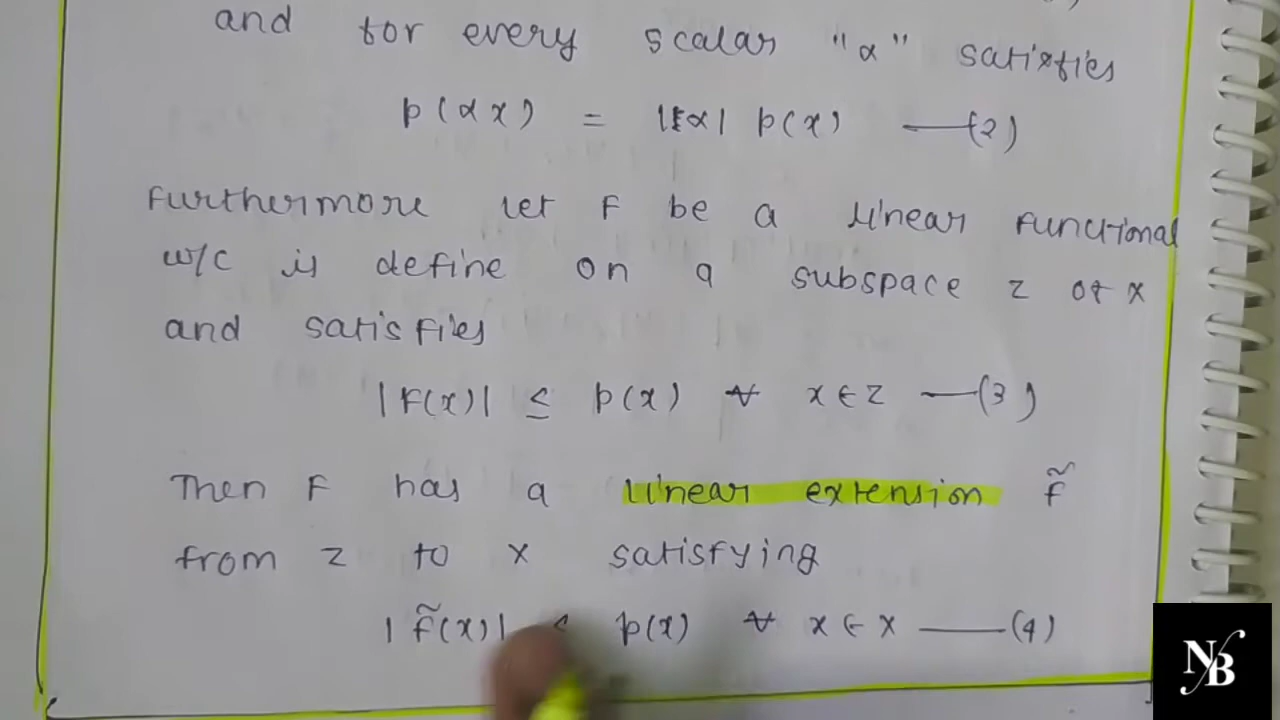 and for every scalar "α" satisfies
p(αx) = |α| p(x) —(2)
Furthermore let F be a linear functional
w/c is define on a subspace Z of X
and satisfies
|F(x)| ≤ p(x) ∀ x ∈ Z —(3)
Then F has a linear extension f̃
from Z to X satisfying
|f̃(x)| ≤ p(x) ∀ x ∈ X —(4)
NB